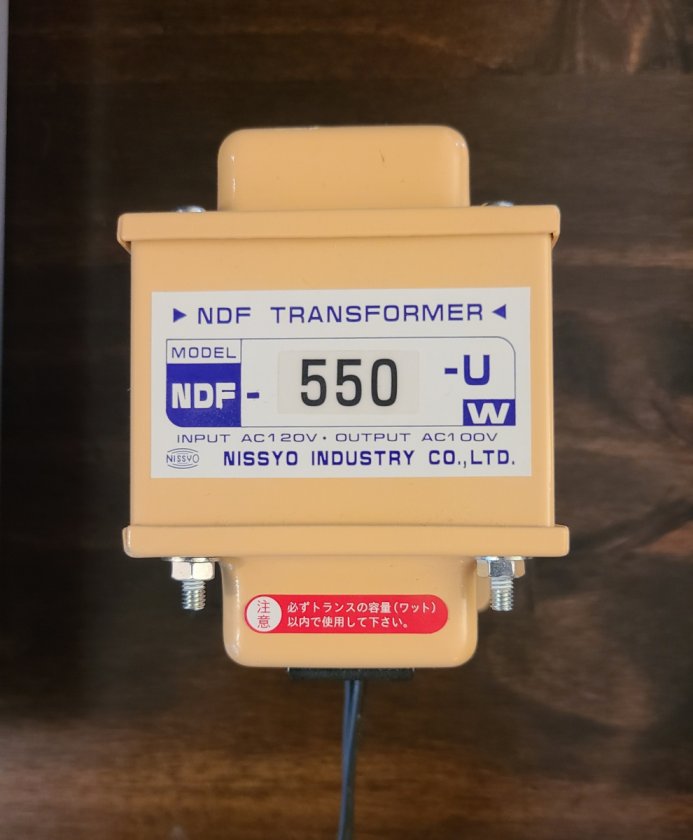 ▶ NDF TRANSFORMER ◀
MODEL
NDF- 550 -U
W
INPUT AC120V・OUTPUT AC100V
NISSYO NISSYO INDUSTRY CO.,LTD.
注意
必ずトランスの容量(ワット)
以内で使用して下さい。